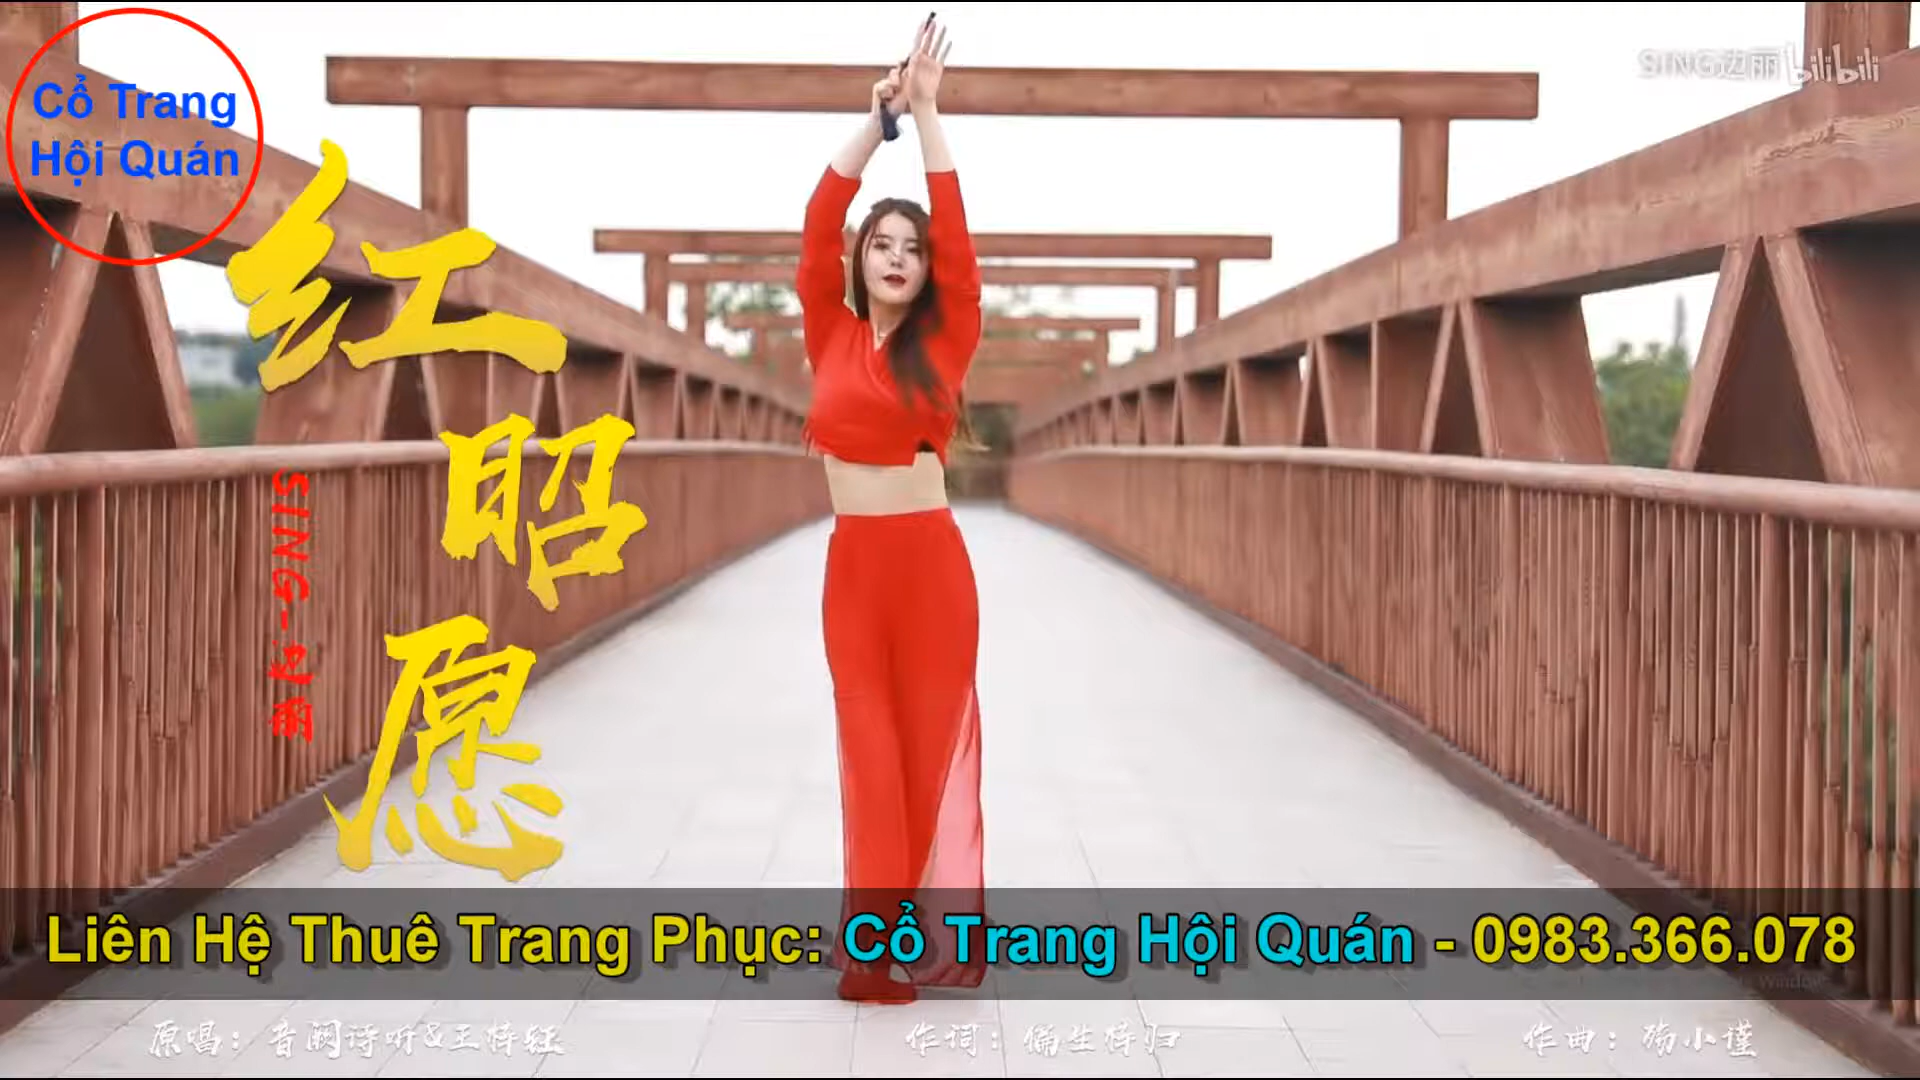 Cổ Trang
Hội Quán
SING边丽 bilibili
红昭愿
SING-边丽
Liên Hệ Thuê Trang Phục: Cổ Trang Hội Quán - 0983.366.078
原唱：音阙诗听&王梓钰
作词：偏生梓归
作曲：殇小谨